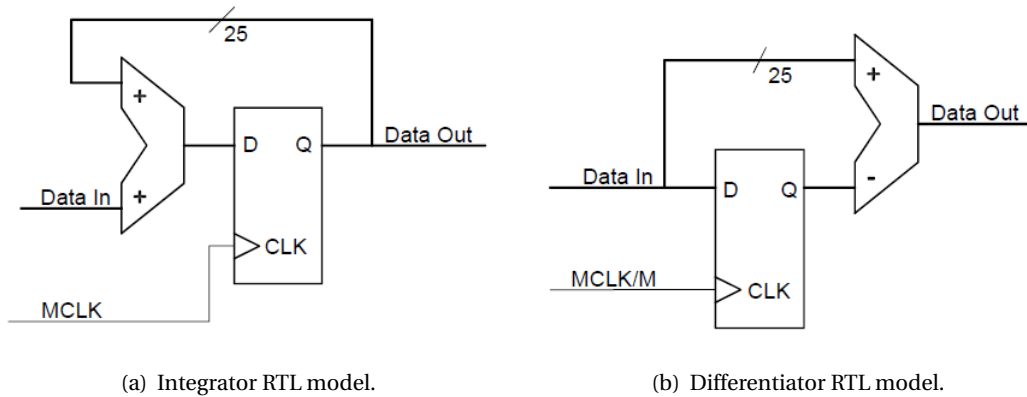 25
+
D Q
Data Out
Data In
+
CLK
MCLK
25
+
Data Out
Data In
D Q
-
MCLK/M
CLK
(a) Integrator RTL model.
(b) Differentiator RTL model.